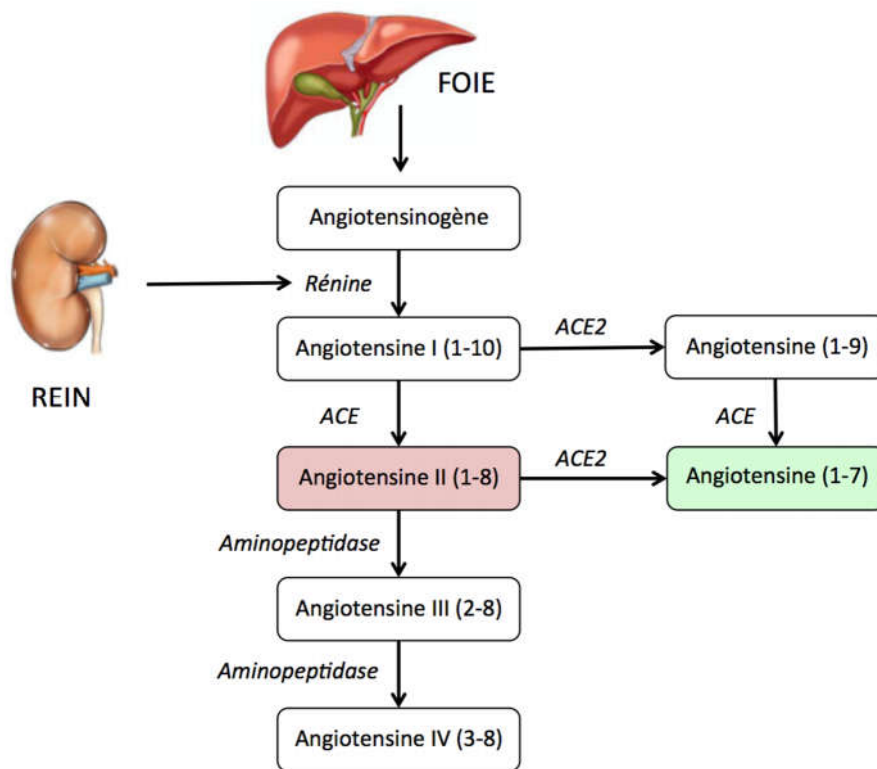 FOIE
Angiotensinogène
Rénine
REIN
Angiotensine I (1-10)
ACE2
Angiotensine (1-9)
ACE
ACE
Angiotensine II (1-8)
ACE2
Angiotensine (1-7)
Aminopeptidase
Angiotensine III (2-8)
Aminopeptidase
Angiotensine IV (3-8)